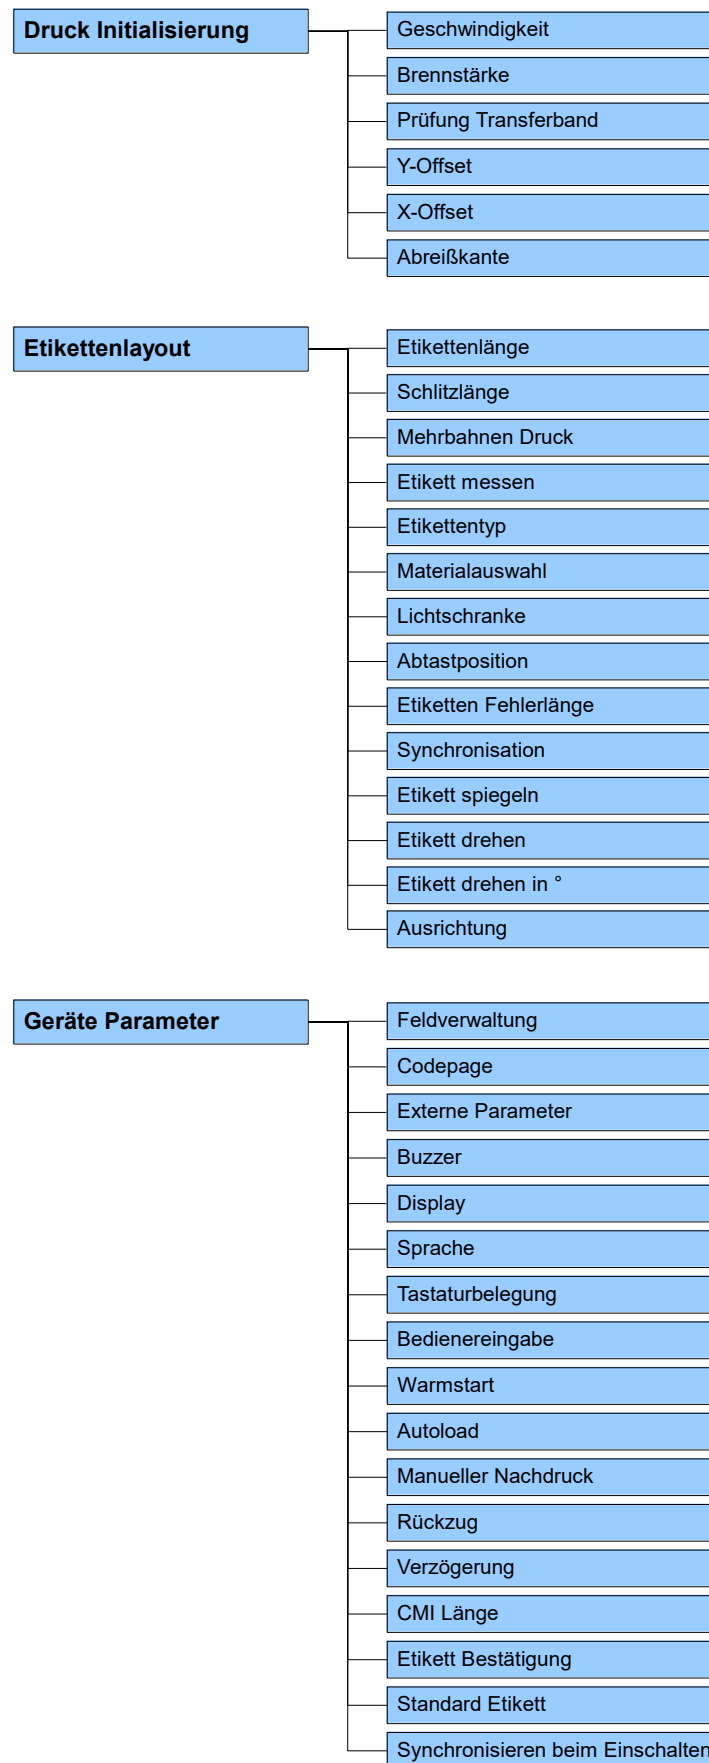 Druck Initialisierung
Geschwindigkeit
Brennstärke
Prüfung Transferband
Y-Offset
X-Offset
Abreißkante
Etikettenlayout
Etikettenlänge
Schlitzlänge
Mehrbahnen Druck
Etikett messen
Etikettentyp
Materialauswahl
Lichtschranke
Abtastposition
Etiketten Fehlerlänge
Synchronisation
Etikett spiegeln
Etikett drehen
Etikett drehen in °
Ausrichtung
Geräte Parameter
Feldverwaltung
Codepage
Externe Parameter
Buzzer
Display
Sprache
Tastaturbelegung
Bedienereingabe
Warmstart
Autoload
Manueller Nachdruck
Rückzug
Verzögerung
CMI Länge
Etikett Bestätigung
Standard Etikett
Synchronisieren beim Einschalten